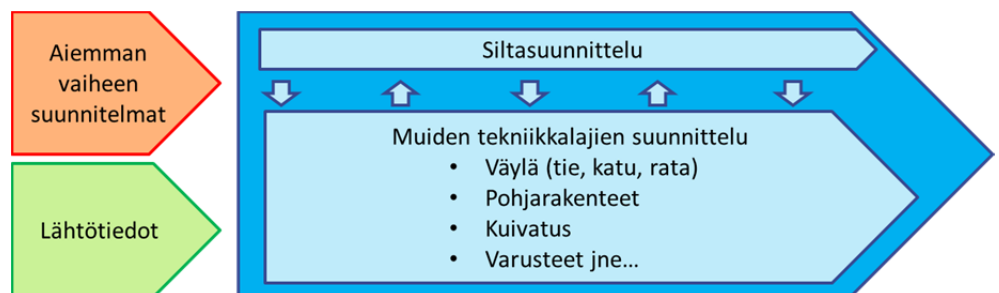 Aiemman
vaiheen
suunnitelmat
Lähtötiedot
Siltasuunnittelu
Muiden tekniikkalajien suunnittelu
• Väylä (tie, katu, rata)
• Pohjarakenteet
• Kuivatus
• Varusteet jne…